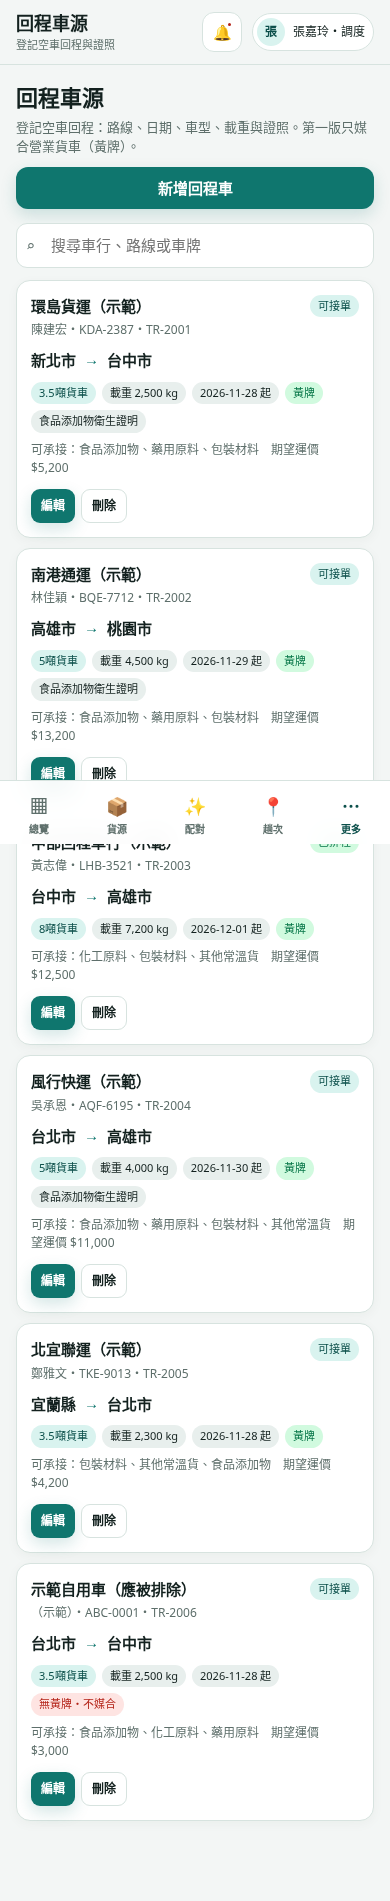 回程車源
登記空車回程與證照
張
張嘉玲・調度
回程車源
登記空車回程：路線、日期、車型、載重與證照。第一版只媒
合營業貨車（黃牌）。
新增回程車
搜尋車行、路線或車牌
環島貨運（示範）
可接單
陳建宏・KDA-2387・TR-2001
新北市 → 台中市
3.5噸貨車 載重 2,500 kg 2026-11-28 起 黃牌
食品添加物衛生證明
可承接：食品添加物、藥用原料、包裝材料　期望運價
$5,200
編輯 刪除
南港通運（示範）
可接單
林佳穎・BQE-7712・TR-2002
高雄市 → 桃園市
5噸貨車 載重 4,500 kg 2026-11-29 起 黃牌
食品添加物衛生證明
可承接：食品添加物、藥用原料、包裝材料　期望運價
$13,200
編輯 刪除
總覽 貨源 配對 趟次 更多
黃志偉・LHB-3521・TR-2003
台中市 → 高雄市
8噸貨車 載重 7,200 kg 2026-12-01 起 黃牌
可承接：化工原料、包裝材料、其他常溫貨　期望運價
$12,500
編輯 刪除
風行快運（示範）
可接單
吳承恩・AQF-6195・TR-2004
台北市 → 高雄市
5噸貨車 載重 4,000 kg 2026-11-30 起 黃牌
食品添加物衛生證明
可承接：食品添加物、藥用原料、包裝材料、其他常溫貨　期
望運價 $11,000
編輯 刪除
北宜聯運（示範）
可接單
鄭雅文・TKE-9013・TR-2005
宜蘭縣 → 台北市
3.5噸貨車 載重 2,300 kg 2026-11-28 起 黃牌
可承接：包裝材料、其他常溫貨、食品添加物　期望運價
$4,200
編輯 刪除
示範自用車（應被排除）
可接單
（示範）・ABC-0001・TR-2006
台北市 → 台中市
3.5噸貨車 載重 2,500 kg 2026-11-28 起
無黃牌・不媒合
可承接：食品添加物、化工原料、藥用原料　期望運價
$3,000
編輯 刪除